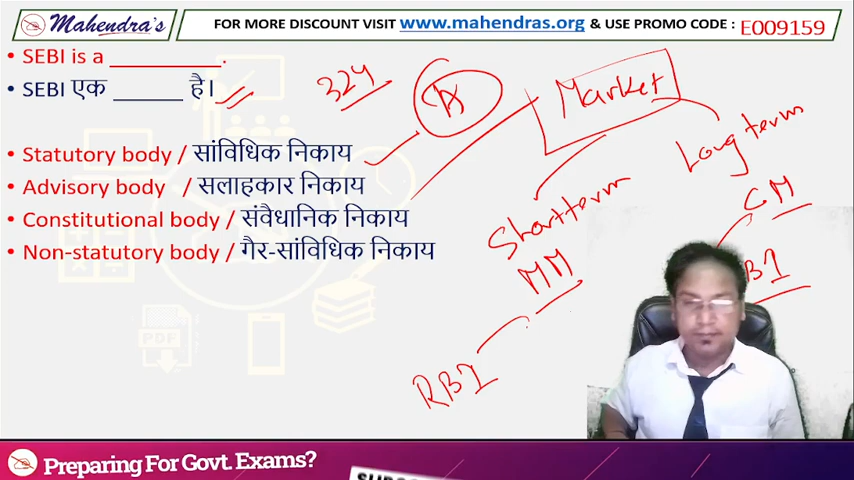 Mahendra's
FOR MORE DISCOUNT VISIT www.mahendras.org & USE PROMO CODE : E009159
• SEBI is a __________.
• SEBI एक ______ है।
• Statutory body / सांविधिक निकाय
• Advisory body / सलाहकार निकाय
• Constitutional body / संवैधानिक निकाय
• Non-statutory body / गैर-सांविधिक निकाय
324
Market
Long term
Short term
CM
MM
BI
RBI
PDF
Preparing For Govt. Exams?